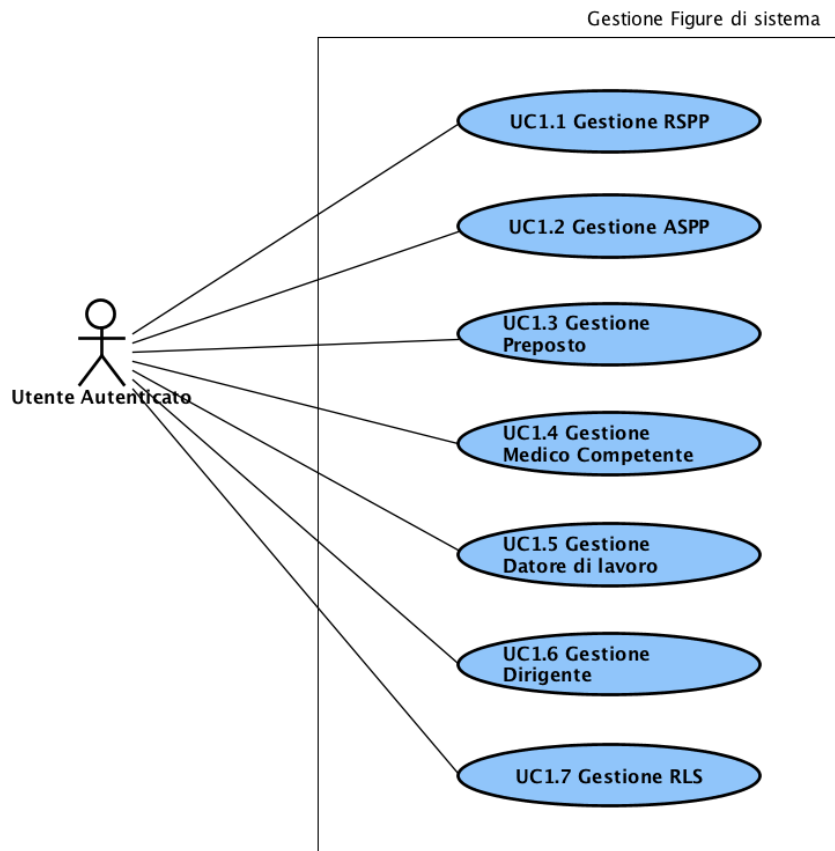 Gestione Figure di sistema
UC1.1 Gestione RSPP
UC1.2 Gestione ASPP
UC1.3 Gestione
Preposto
Utente Autenticato
UC1.4 Gestione
Medico Competente
UC1.5 Gestione
Datore di lavoro
UC1.6 Gestione
Dirigente
UC1.7 Gestione RLS